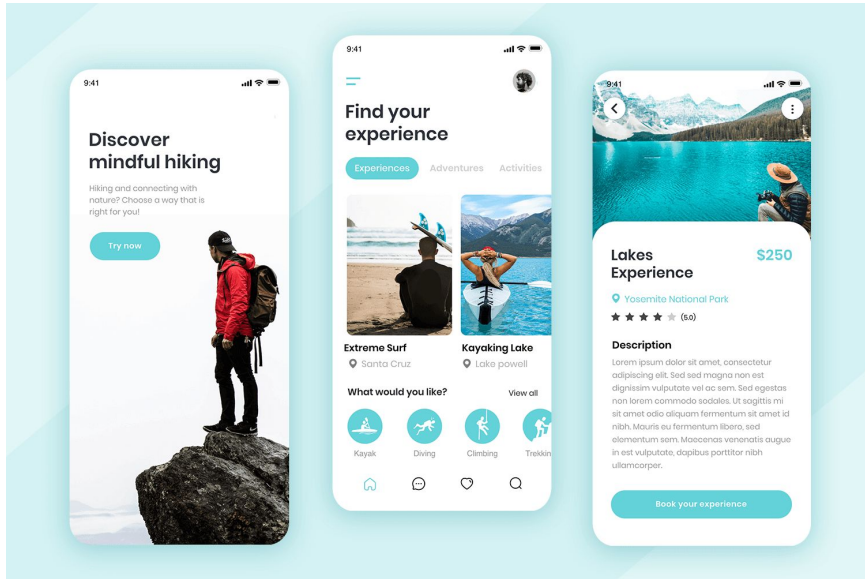 9:41
Discover
mindful hiking
Hiking and connecting with
nature? Choose a way that is
right for you!
Try now
9:41
Find your
experience
Experiences
Adventures
Activities
Extreme Surf
Santa Cruz
Kayaking Lake
Lake powell
What would you like?
View all
Kayak
Diving
Climbing
Trekkin
9:41
Lakes
Experience
$250
Yosemite National Park
(5.0)
Description
Lorem ipsum dolor sit amet, consectetur
adipiscing elit. Sed sed magna non est
dignissim vulputate vel ac sem. Sed egestas
non lorem commodo sodales. Ut sagittis mi
sit amet odio aliquam fermentum sit amet id
nibh. Mauris eu fermentum libero, sed
elementum sem. Maecenas venenatis augue
in est vulputate, dapibus porttitor nibh
ullamcorper.
Book your experience